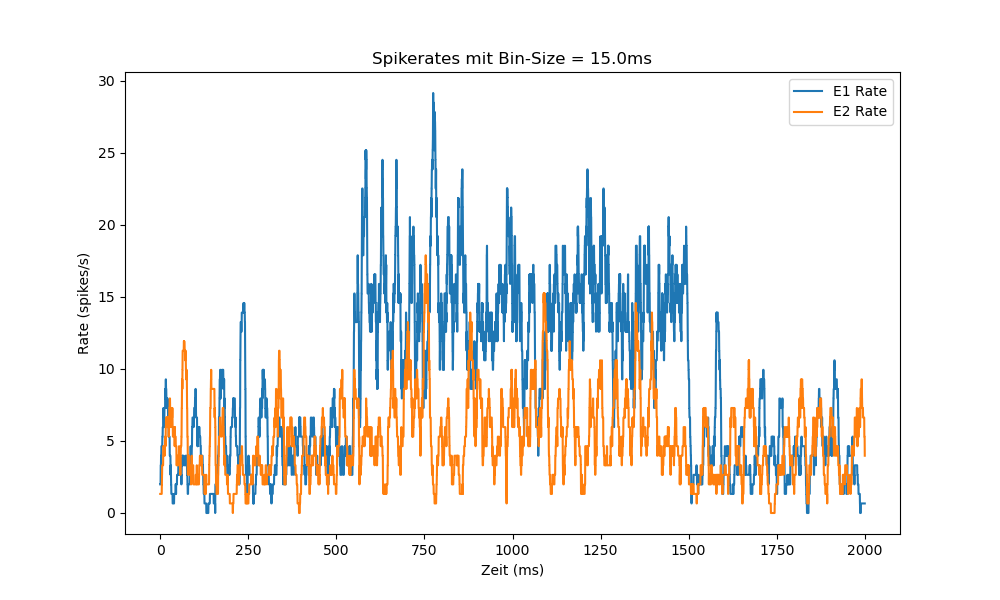 Spikerates mit Bin-Size = 15.0ms
E1 Rate
E2 Rate
Rate (spikes/s)
30
25
20
15
10
5
0
0 250 500 750 1000 1250 1500 1750 2000
Zeit (ms)